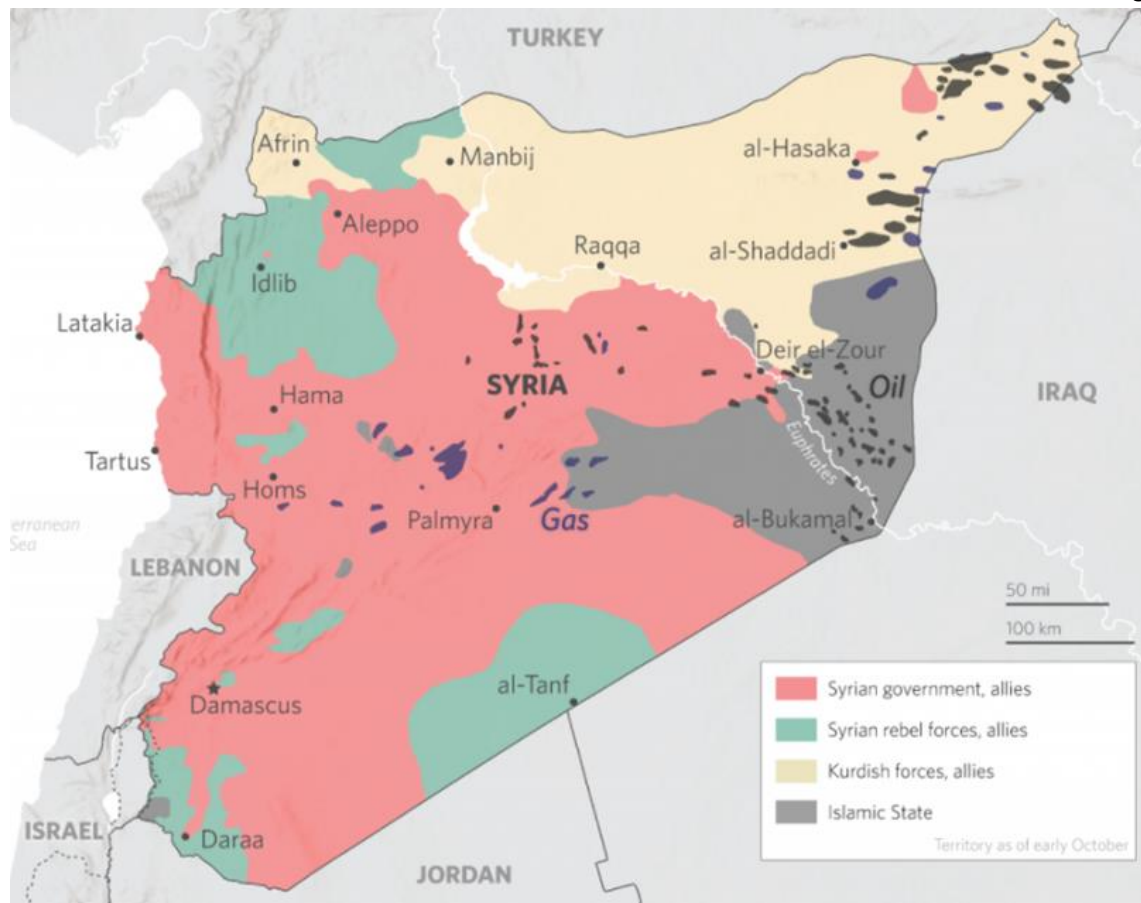 TURKEY
Afrin
Manbij
al-Hasaka
Aleppo
Raqqa
al-Shaddadi
Idlib
Latakia
Deir el-Zour
SYRIA
Oil
IRAQ
Hama
Euphrates
Tartus
Homs
Palmyra
Gas
al-Bukamal
erranean
Sea
LEBANON
50 mi
100 km
al-Tanf
Damascus
Syrian government, allies
Syrian rebel forces, allies
Kurdish forces, allies
Islamic State
ISRAEL
Daraa
Territory as of early October
JORDAN